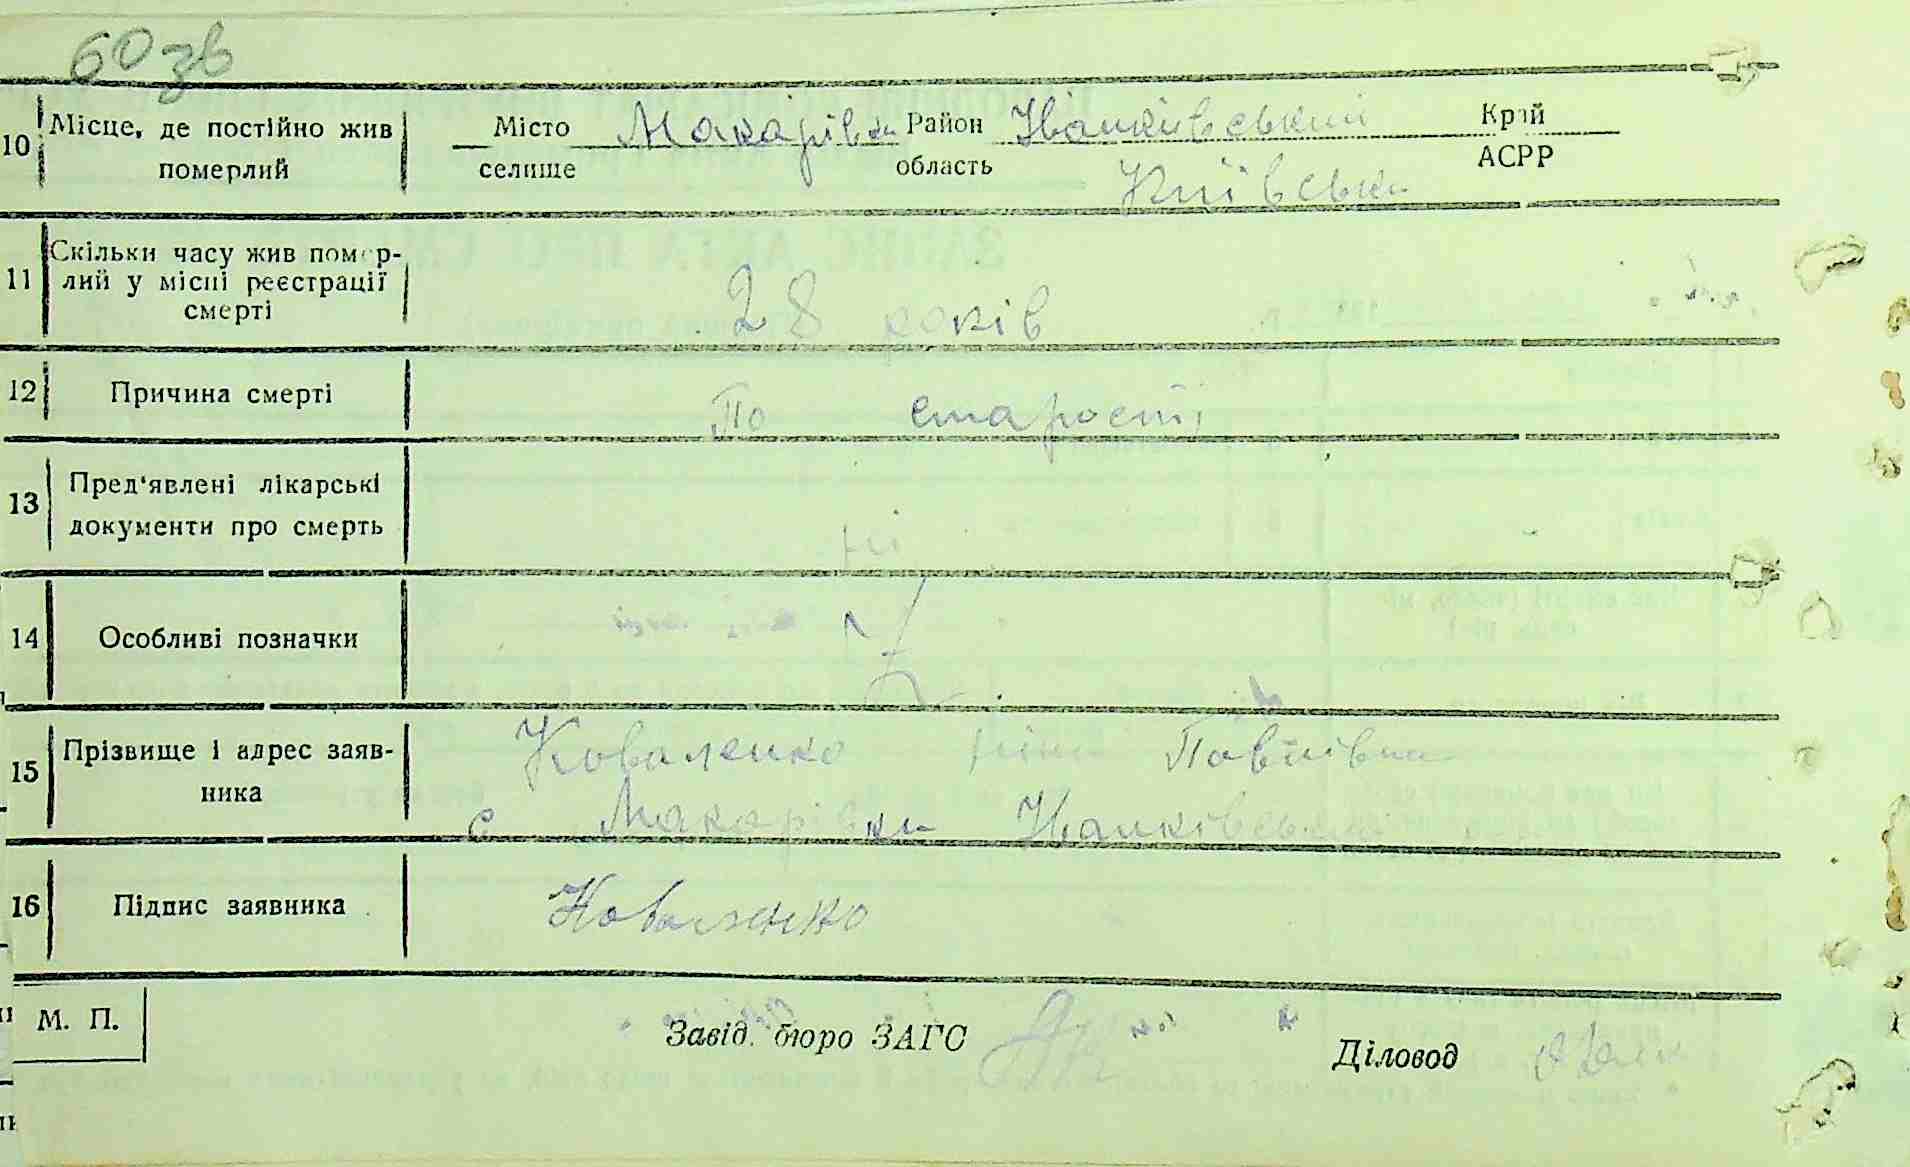 60 зв
10 Місце, де постійно жив Місто Макарівка Район Іванківський Край
померлий селище область Київська АСРР
11 Скільки часу жив помер-
лий у місці реєстрації
смерті 28 років
12 Причина смерті По старості
13 Пред'явлені лікарські
документи про смерть ні
14 Особливі позначки
15 Прізвище і адрес заяв- Коваленко Ніна Павлівна
ника с Макарівки Іванківський
16 Підпис заявника Коваленко
М. П. Завід. бюро ЗАГС Діловод